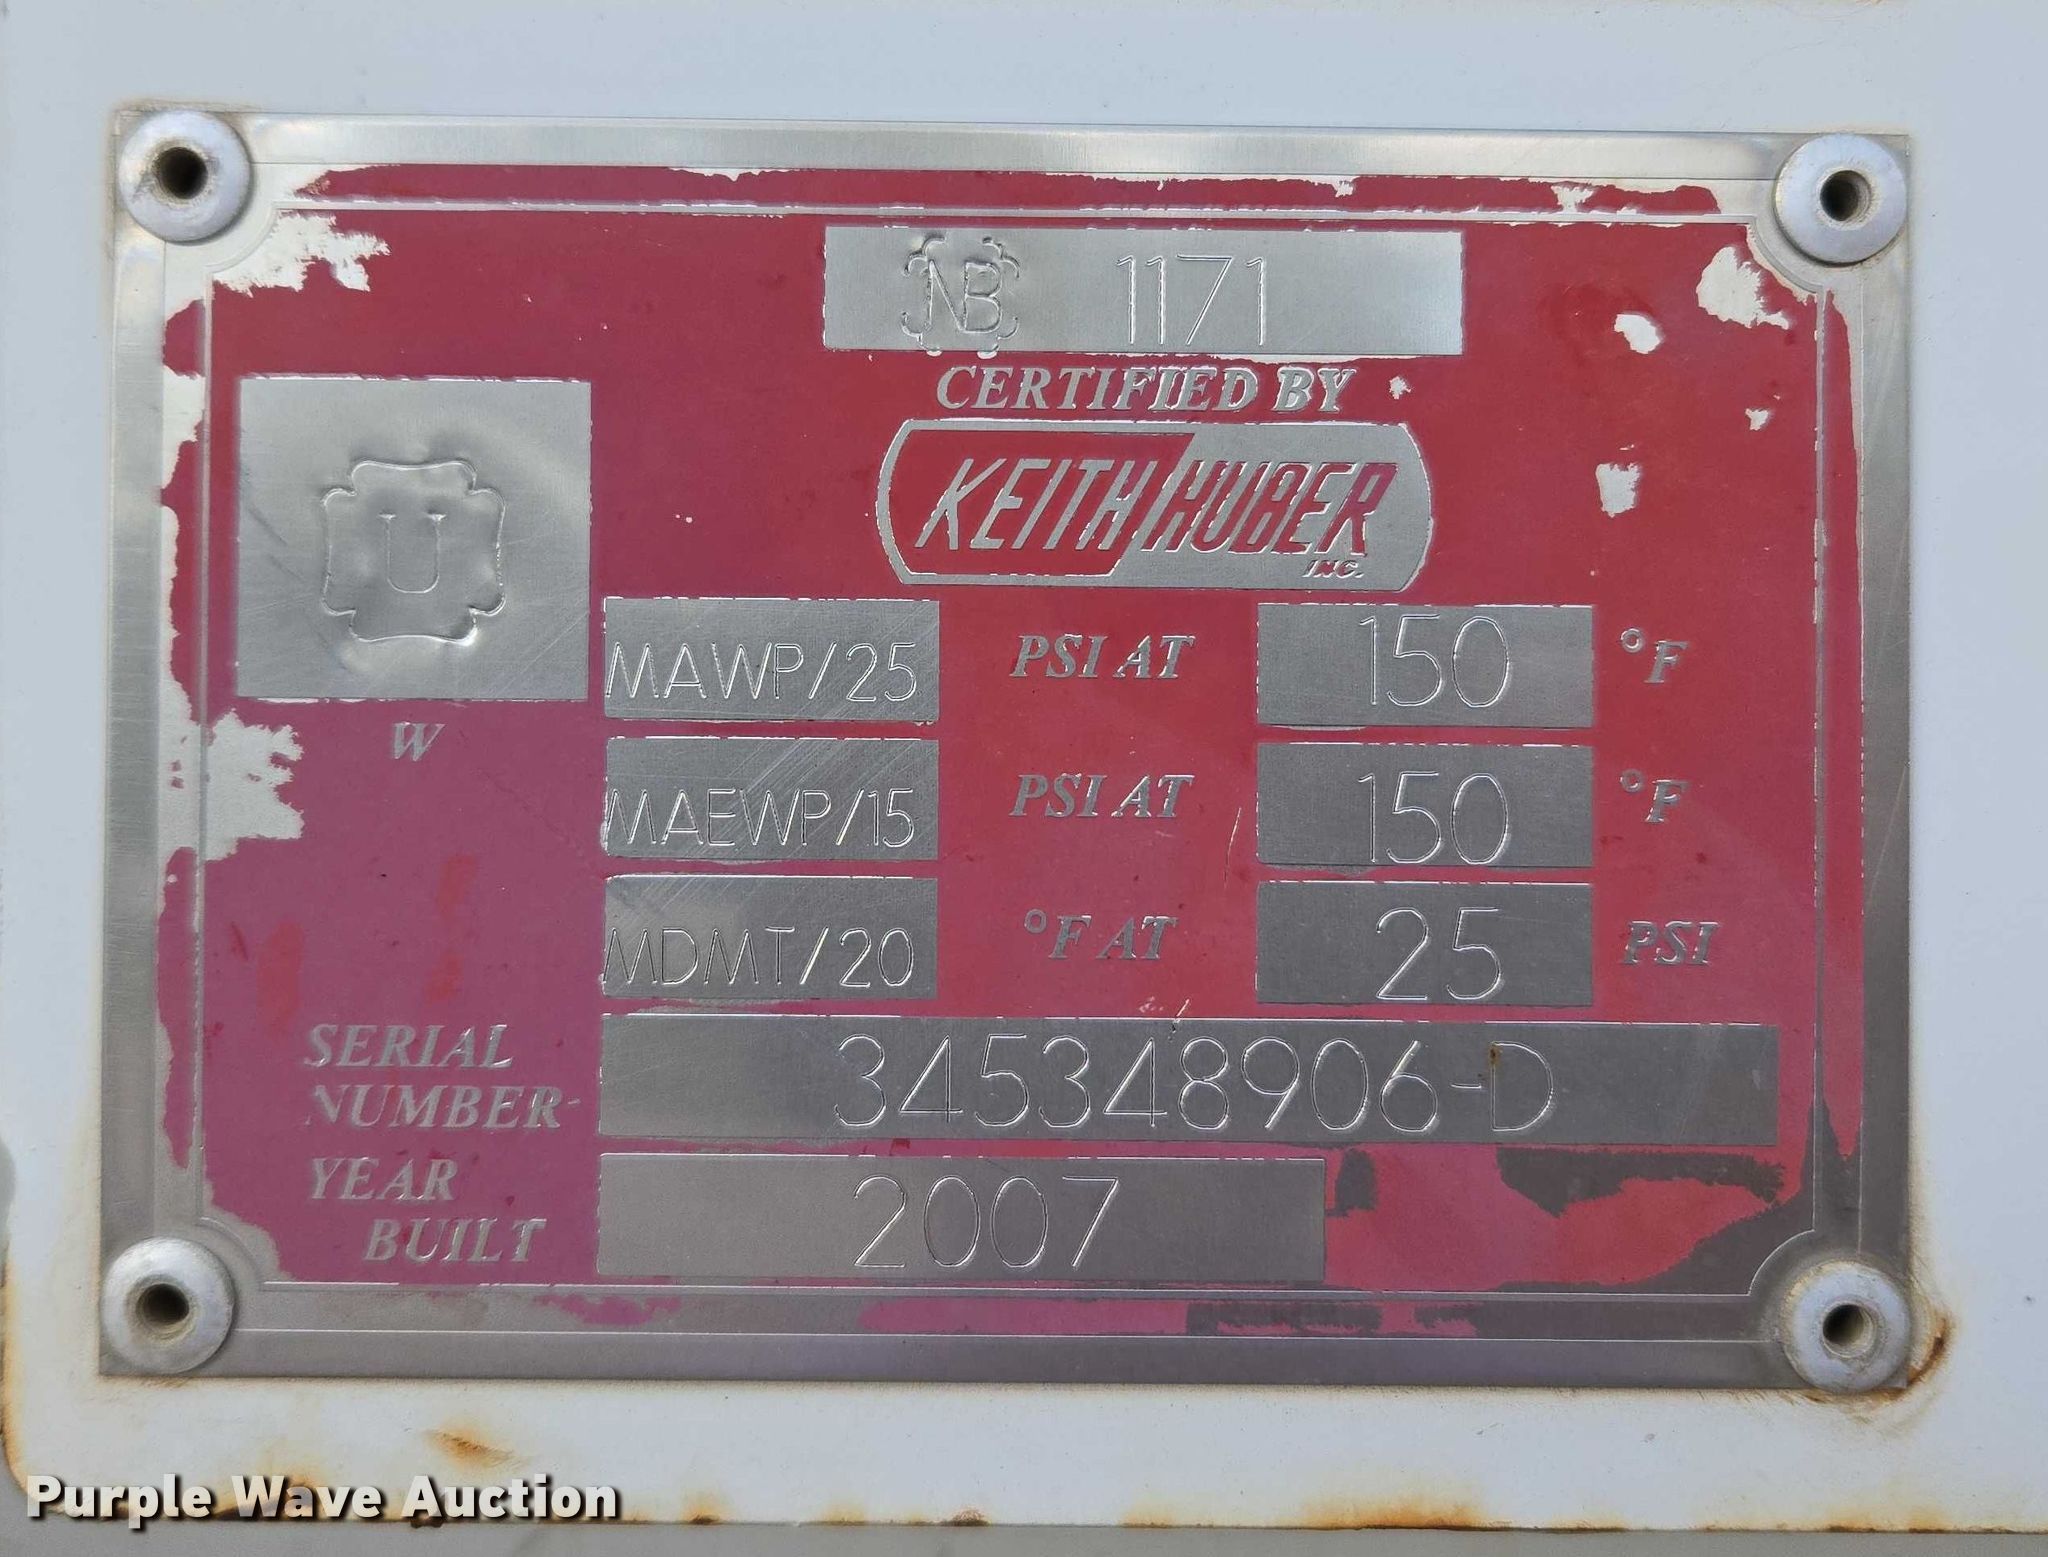 NB 1171
CERTIFIED BY
KEITH HUBER
INC.
U
W
MAWP/25 PSI AT 150 °F
MAEWP/15 PSI AT 150 °F
MDMT/20 °F AT 25 PSI
SERIAL
NUMBER 345348906-D
YEAR
BUILT 2007
Purple Wave Auction